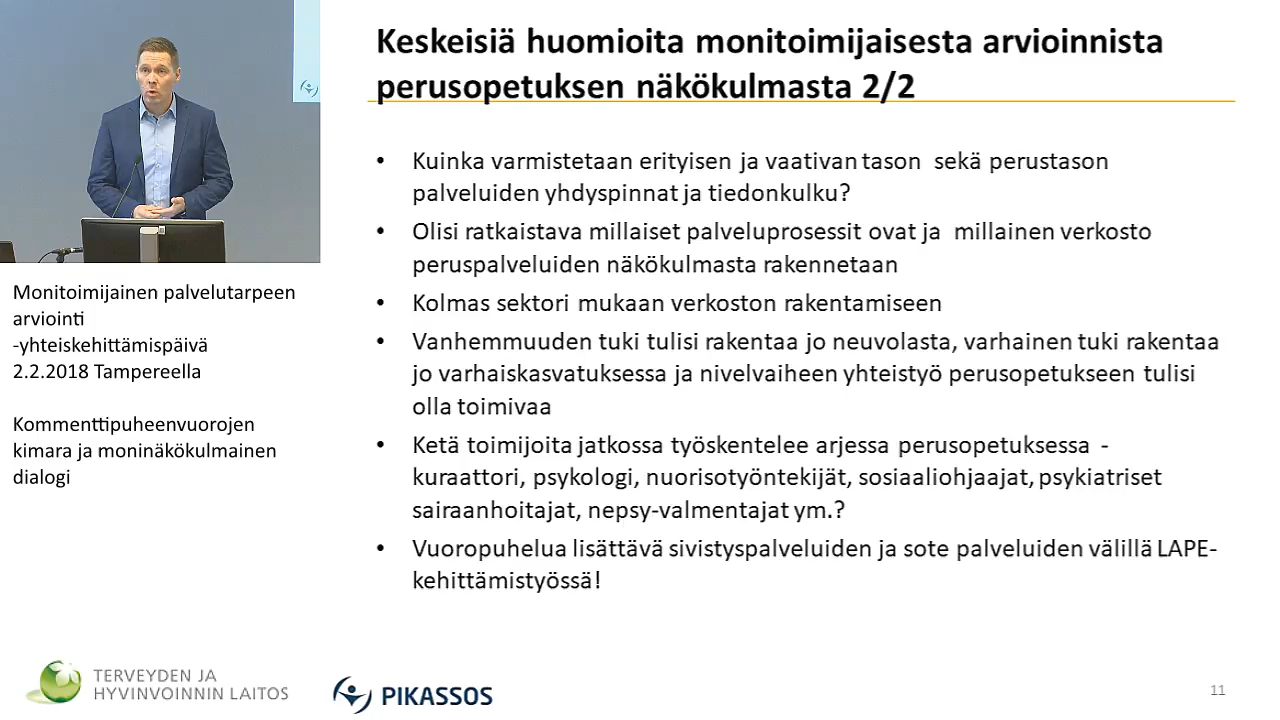 Keskeisiä huomioita monitoimijaisesta arvioinnista
perusopetuksen näkökulmasta 2/2
• Kuinka varmistetaan erityisen ja vaativan tason sekä perustason
palveluiden yhdyspinnat ja tiedonkulku?
• Olisi ratkaistava millaiset palveluprosessit ovat ja millainen verkosto
peruspalveluiden näkökulmasta rakennetaan
• Kolmas sektori mukaan verkoston rakentamiseen
• Vanhemmuuden tuki tulisi rakentaa jo neuvolasta, varhainen tuki rakentaa
jo varhaiskasvatuksessa ja nivelvaiheen yhteistyö perusopetukseen tulisi
olla toimivaa
• Ketä toimijoita jatkossa työskentelee arjessa perusopetuksessa -
kuraattori, psykologi, nuorisotyöntekijät, sosiaaliohjaajat, psykiatriset
sairaanhoitajat, nepsy-valmentajat ym.?
• Vuoropuhelua lisättävä sivistyspalveluiden ja sote palveluiden välillä LAPE-
kehittämistyössä!
Monitoimijainen palvelutarpeen
arviointi
-yhteiskehittämispäivä
2.2.2018 Tampereella
Kommenttipuheenvuorojen
kimara ja moninäkökulmainen
dialogi
TERVEYDEN JA
HYVINVOINNIN LAITOS
PIKASSOS
11